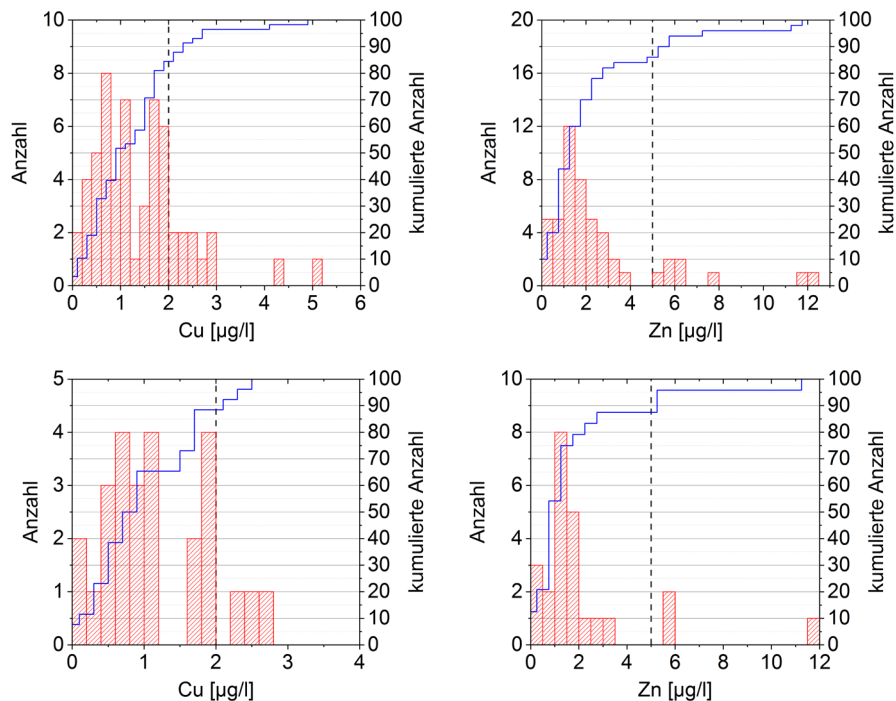 10 100
90
8 80
70
6 60
50
4 40
30
2 20
10
0 0
0 1 2 3 4 5 6
Anzahl
kumulierte Anzahl
Cu [µg/l]
20 100
90
16 80
70
12 60
50
8 40
30
4 20
10
0 0
0 2 4 6 8 10 12
Anzahl
kumulierte Anzahl
Zn [µg/l]
5 100
90
4 80
70
3 60
50
2 40
30
1 20
10
0 0
0 1 2 3 4
Anzahl
kumulierte Anzahl
Cu [µg/l]
10 100
90
8 80
70
6 60
50
4 40
30
2 20
10
0 0
0 2 4 6 8 10 12
Anzahl
kumulierte Anzahl
Zn [µg/l]